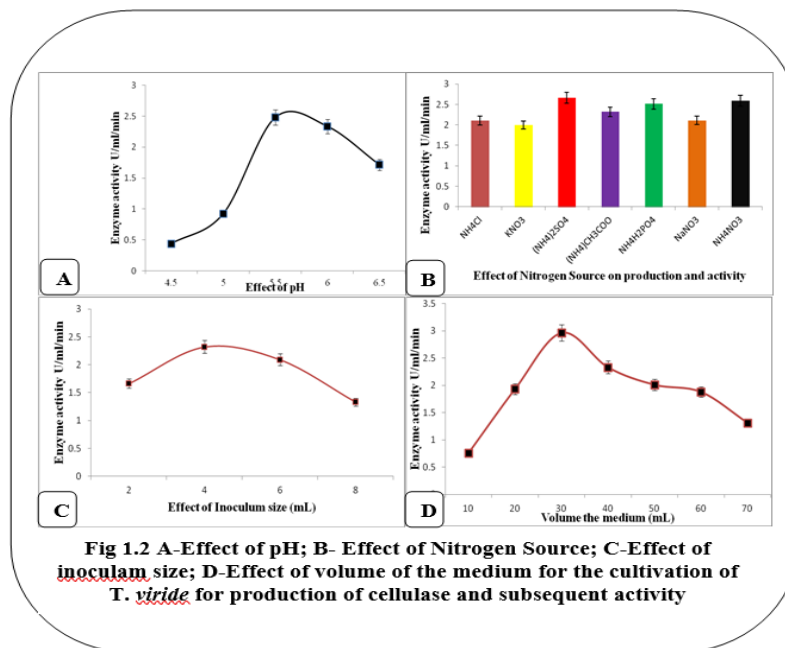 3
2.5
2
1.5
1
0.5
0
Enzyme activity U/ml/min
4.5 5 5.5 6 6.5
Effect of pH
A
3
2.5
2
1.5
1
0.5
0
Enzyme activity U/ml/min
NH4Cl KNO3 (NH4)2SO4 (NH4)CH3COO NH4H2PO4 NaNO3 NH4NO3
Effect of Nitrogen Source on production and activity
B
3
2.5
2
1.5
1
0.5
0
Enzyme activity U/ml/min
2 4 6 8
Effect of Inoculum size (mL)
C
3.5
3
2.5
2
1.5
1
0.5
Enzyme activity U/ml/min
10 20 30 40 50 60 70
Volume the medium (mL)
D
Fig 1.2 A-Effect of pH; B- Effect of Nitrogen Source; C-Effect of
inoculam size; D-Effect of volume of the medium for the cultivation of
T. viride for production of cellulase and subsequent activity